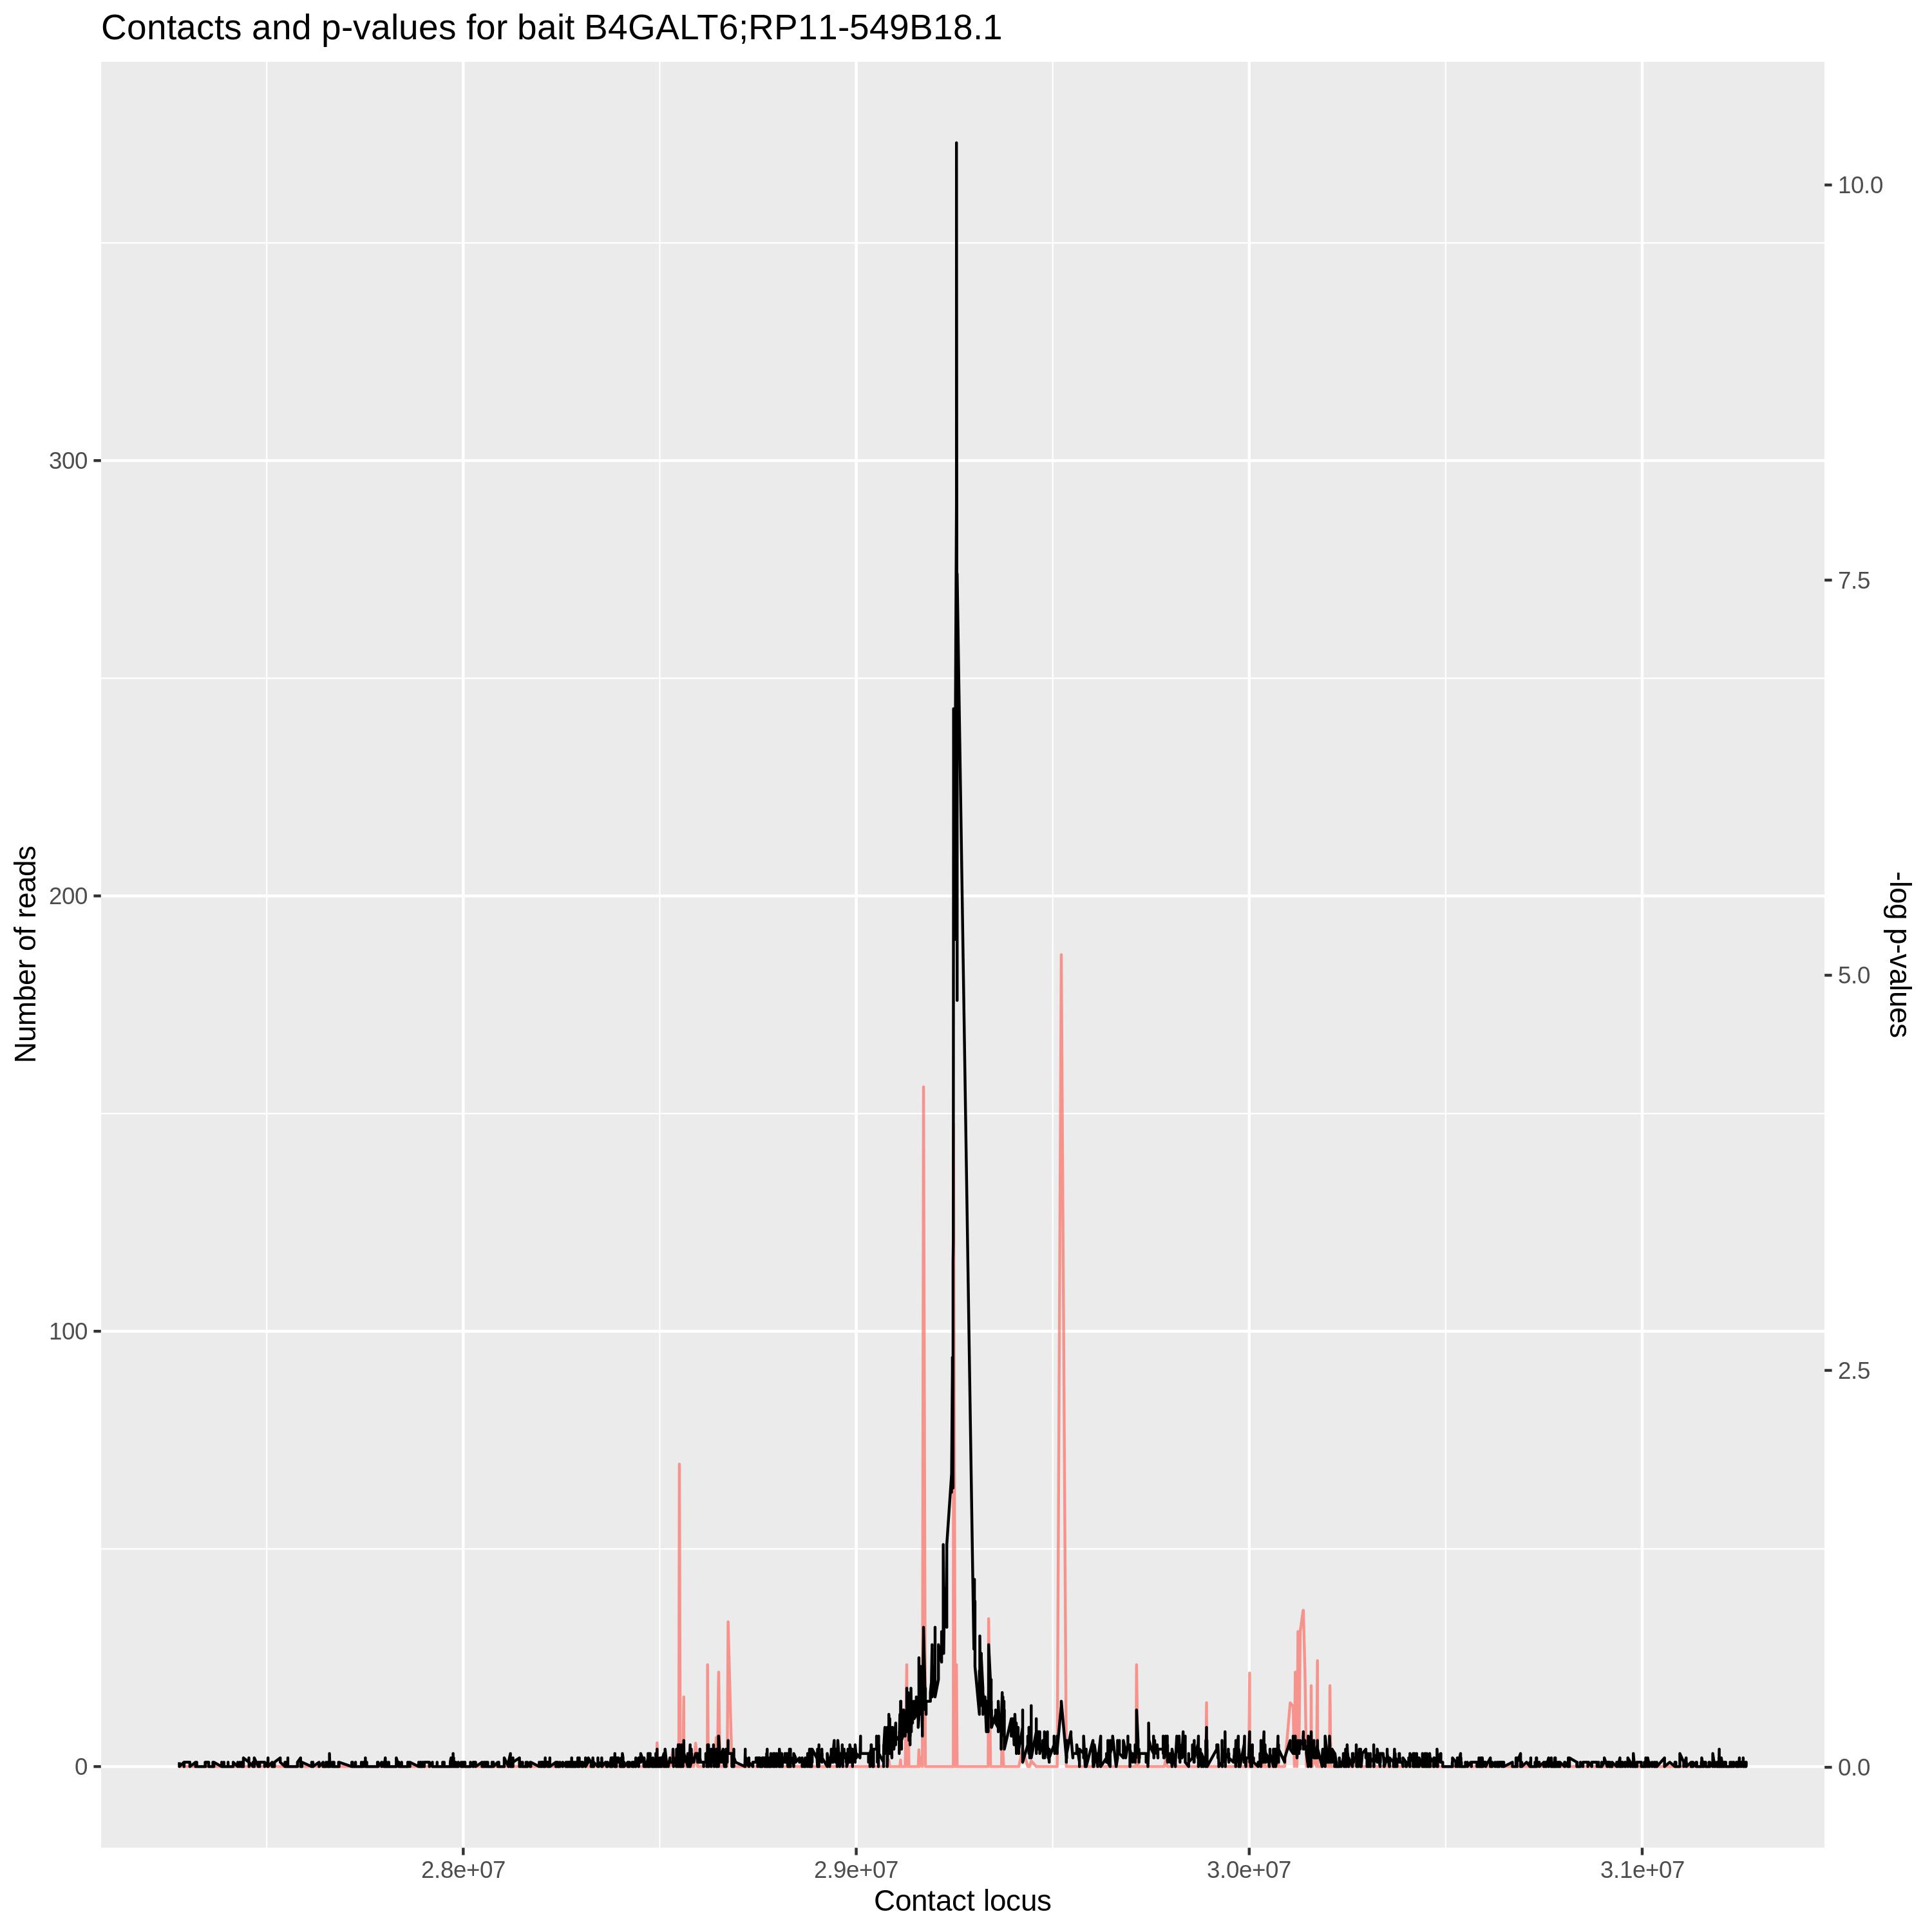 Contacts and p-values for bait B4GALT6;RP11-549B18.1
Number of reads
300
200
100
0
10.0
7.5
5.0
2.5
0.0
-log p-values
2.8e+07
2.9e+07
3.0e+07
3.1e+07
Contact locus